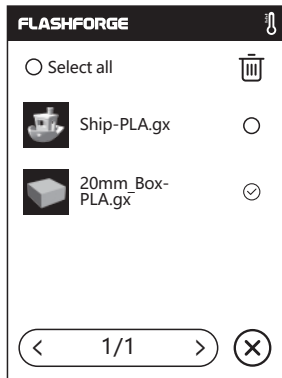 FLASHFORGE
Select all
Ship-PLA.gx
20mm_Box-
PLA.gx
1/1